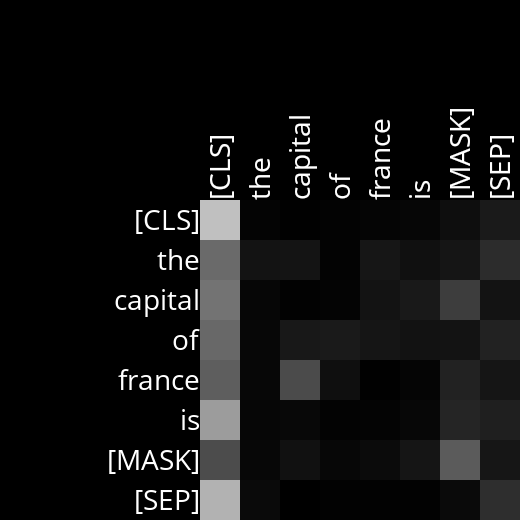 [CLS] the capital of france is [MASK] [SEP]
[CLS]
the
capital
of
france
is
[MASK]
[SEP]